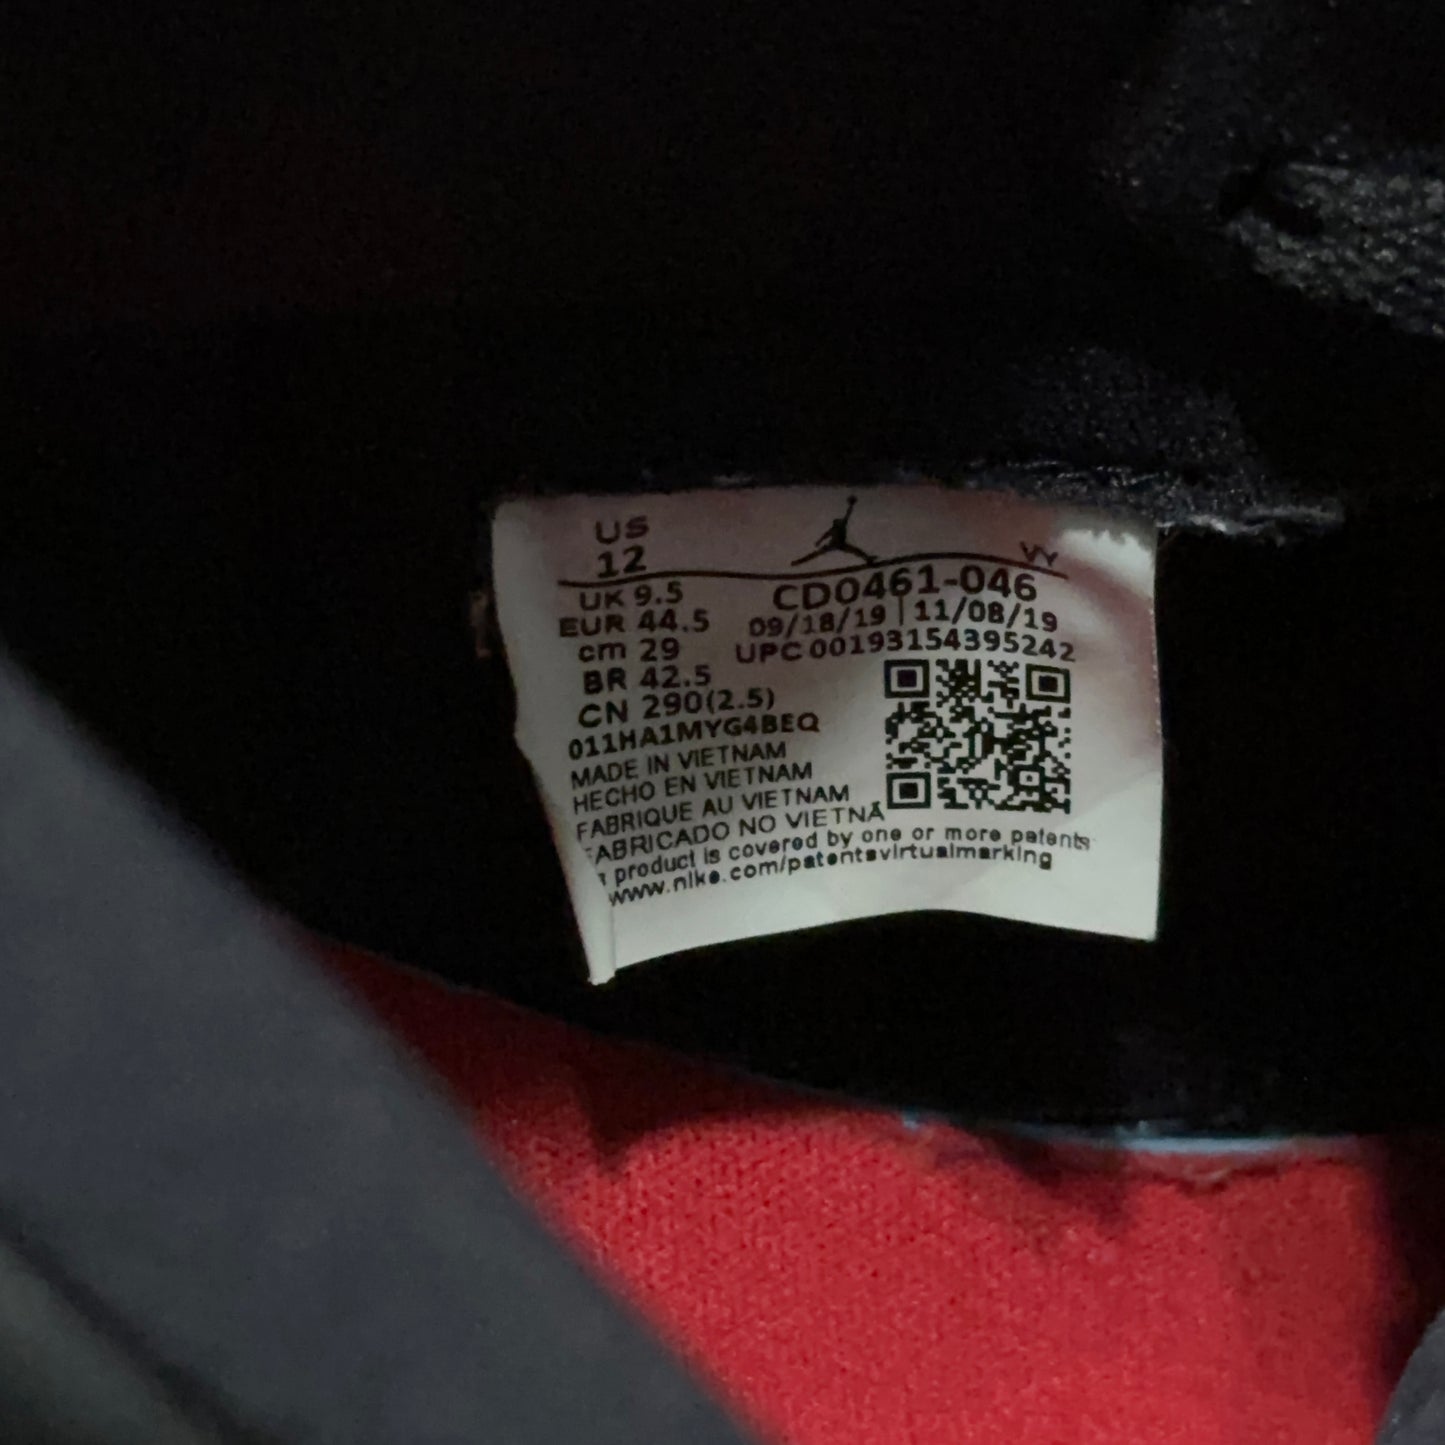 US
12
VY
UK 9.5
EUR 44.5
cm 29
BR 42.5
CN 290(2.5)
011HA1MYG4BEQ
CD0461-046
09/18/19 | 11/08/19
UPC 00193154395242
MADE IN VIETNAM
HECHO EN VIETNAM
FABRIQUE AU VIETNAM
FABRICADO NO VIETNA
product is covered by one or more patents
www.nike.com/patentsvirtualmarking